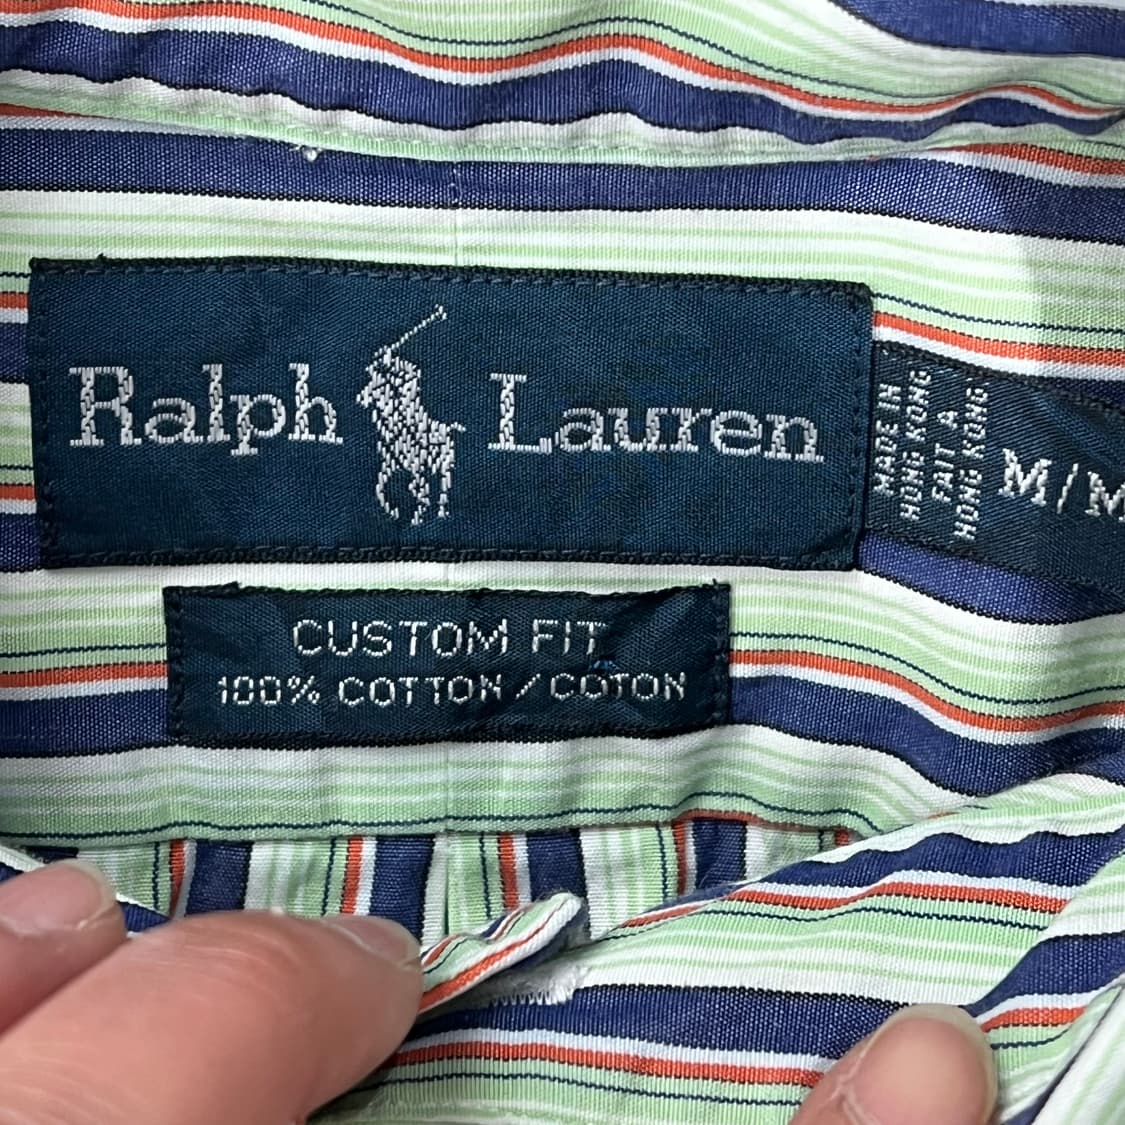 Ralph Lauren
MADE IN
HONG KONG
FAIT A
HONG KONG
M/M
CUSTOM FIT
100% COTTON / COTON